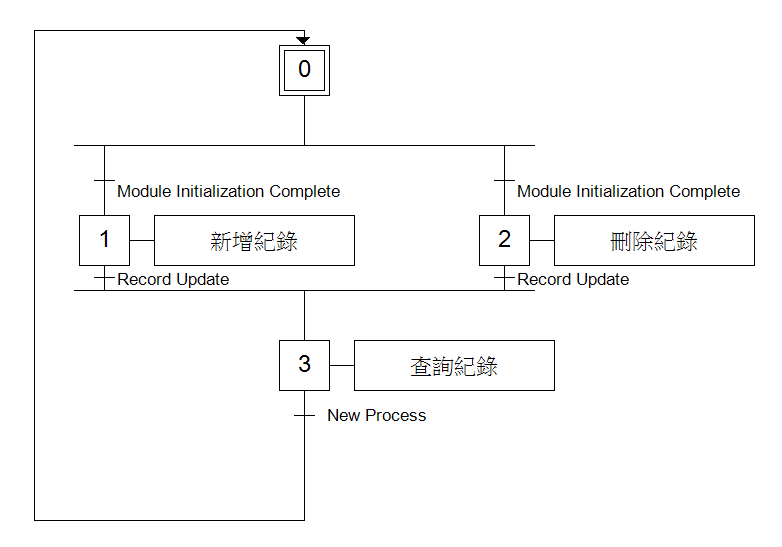 0
Module Initialization Complete
Module Initialization Complete
1
新增紀錄
2
刪除紀錄
Record Update
Record Update
3
查詢紀錄
New Process